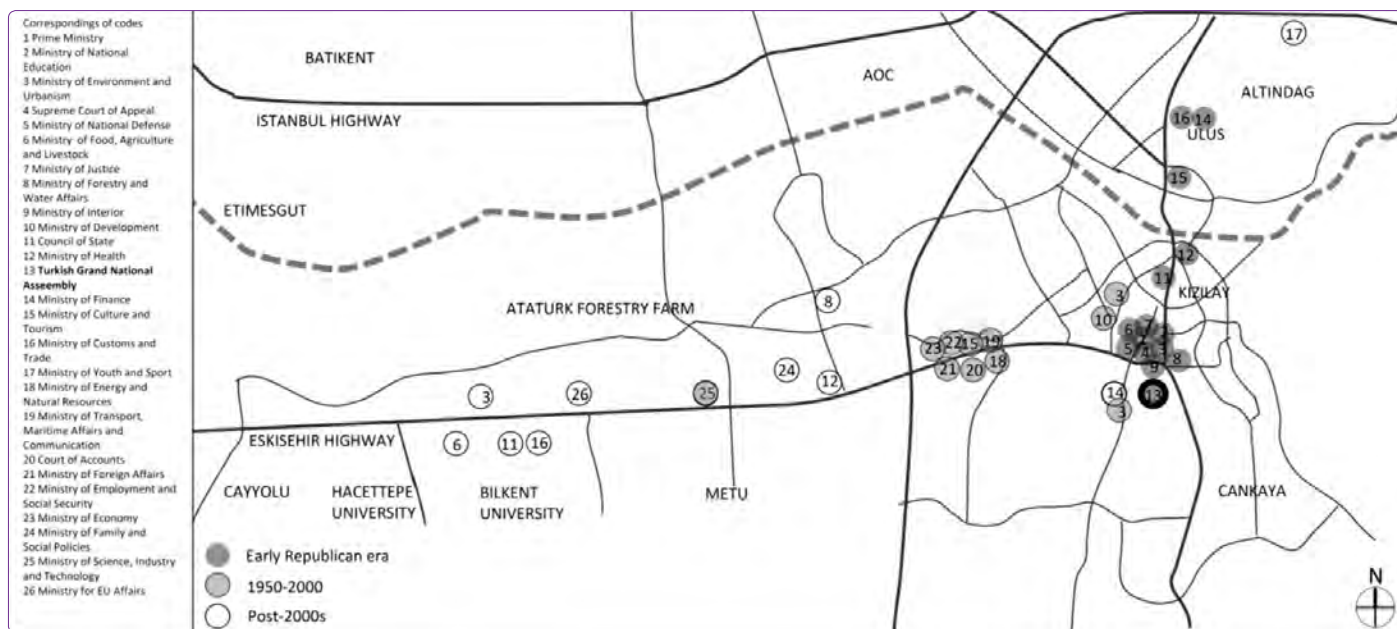 Correspondings of codes
1 Prime Ministry
2 Ministry of National
Education
3 Ministry of Environment and
Urbanism
4 Supreme Court of Appeal
5 Ministry of National Defense
6 Ministry of Food, Agriculture
and Livestock
7 Ministry of Justice
8 Ministry of Forestry and
Water Affairs
9 Ministry of Interior
10 Ministry of Development
11 Council of State
12 Ministry of Health
13 Turkish Grand National
Asseembly
14 Ministry of Finance
15 Ministry of Culture and
Tourism
16 Ministry of Customs and
Trade
17 Ministry of Youth and Sport
18 Ministry of Energy and
Natural Resources
19 Ministry of Transport,
Maritime Affairs and
Communication
20 Court of Accounts
21 Ministry of Foreign Affairs
22 Ministry of Employment and
Social Security
23 Ministry of Economy
24 Ministry of Family and
Social Policies
25 Ministry of Science, Industry
and Technology
26 Ministry for EU Affairs
17
BATIKENT
AOC
ALTINDAG
ISTANBUL HIGHWAY
16 14
ULUS
15
ETIMESGUT
12
11
KIZILAY
3
8
ATATURK FORESTRY FARM
10
6 7
23 22 15 19
5 4
21 20 18
9 8
24
12
3
26
25
14
13
3
ESKISEHIR HIGHWAY
6
11 16
CAYYOLU
HACETTEPE
UNIVERSITY
BILKENT
UNIVERSITY
METU
CANKAYA
Early Republican era
1950-2000
Post-2000s
N